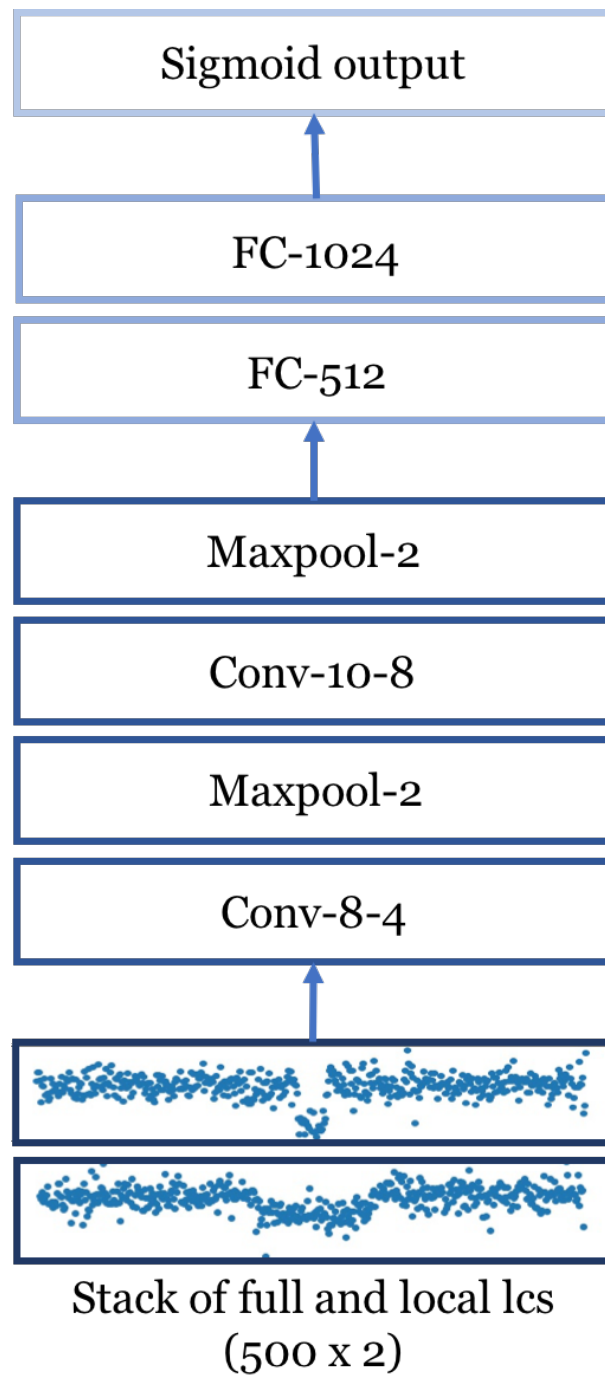 Sigmoid output
FC-1024
FC-512
Maxpool-2
Conv-10-8
Maxpool-2
Conv-8-4
Stack of full and local lcs
(500 x 2)